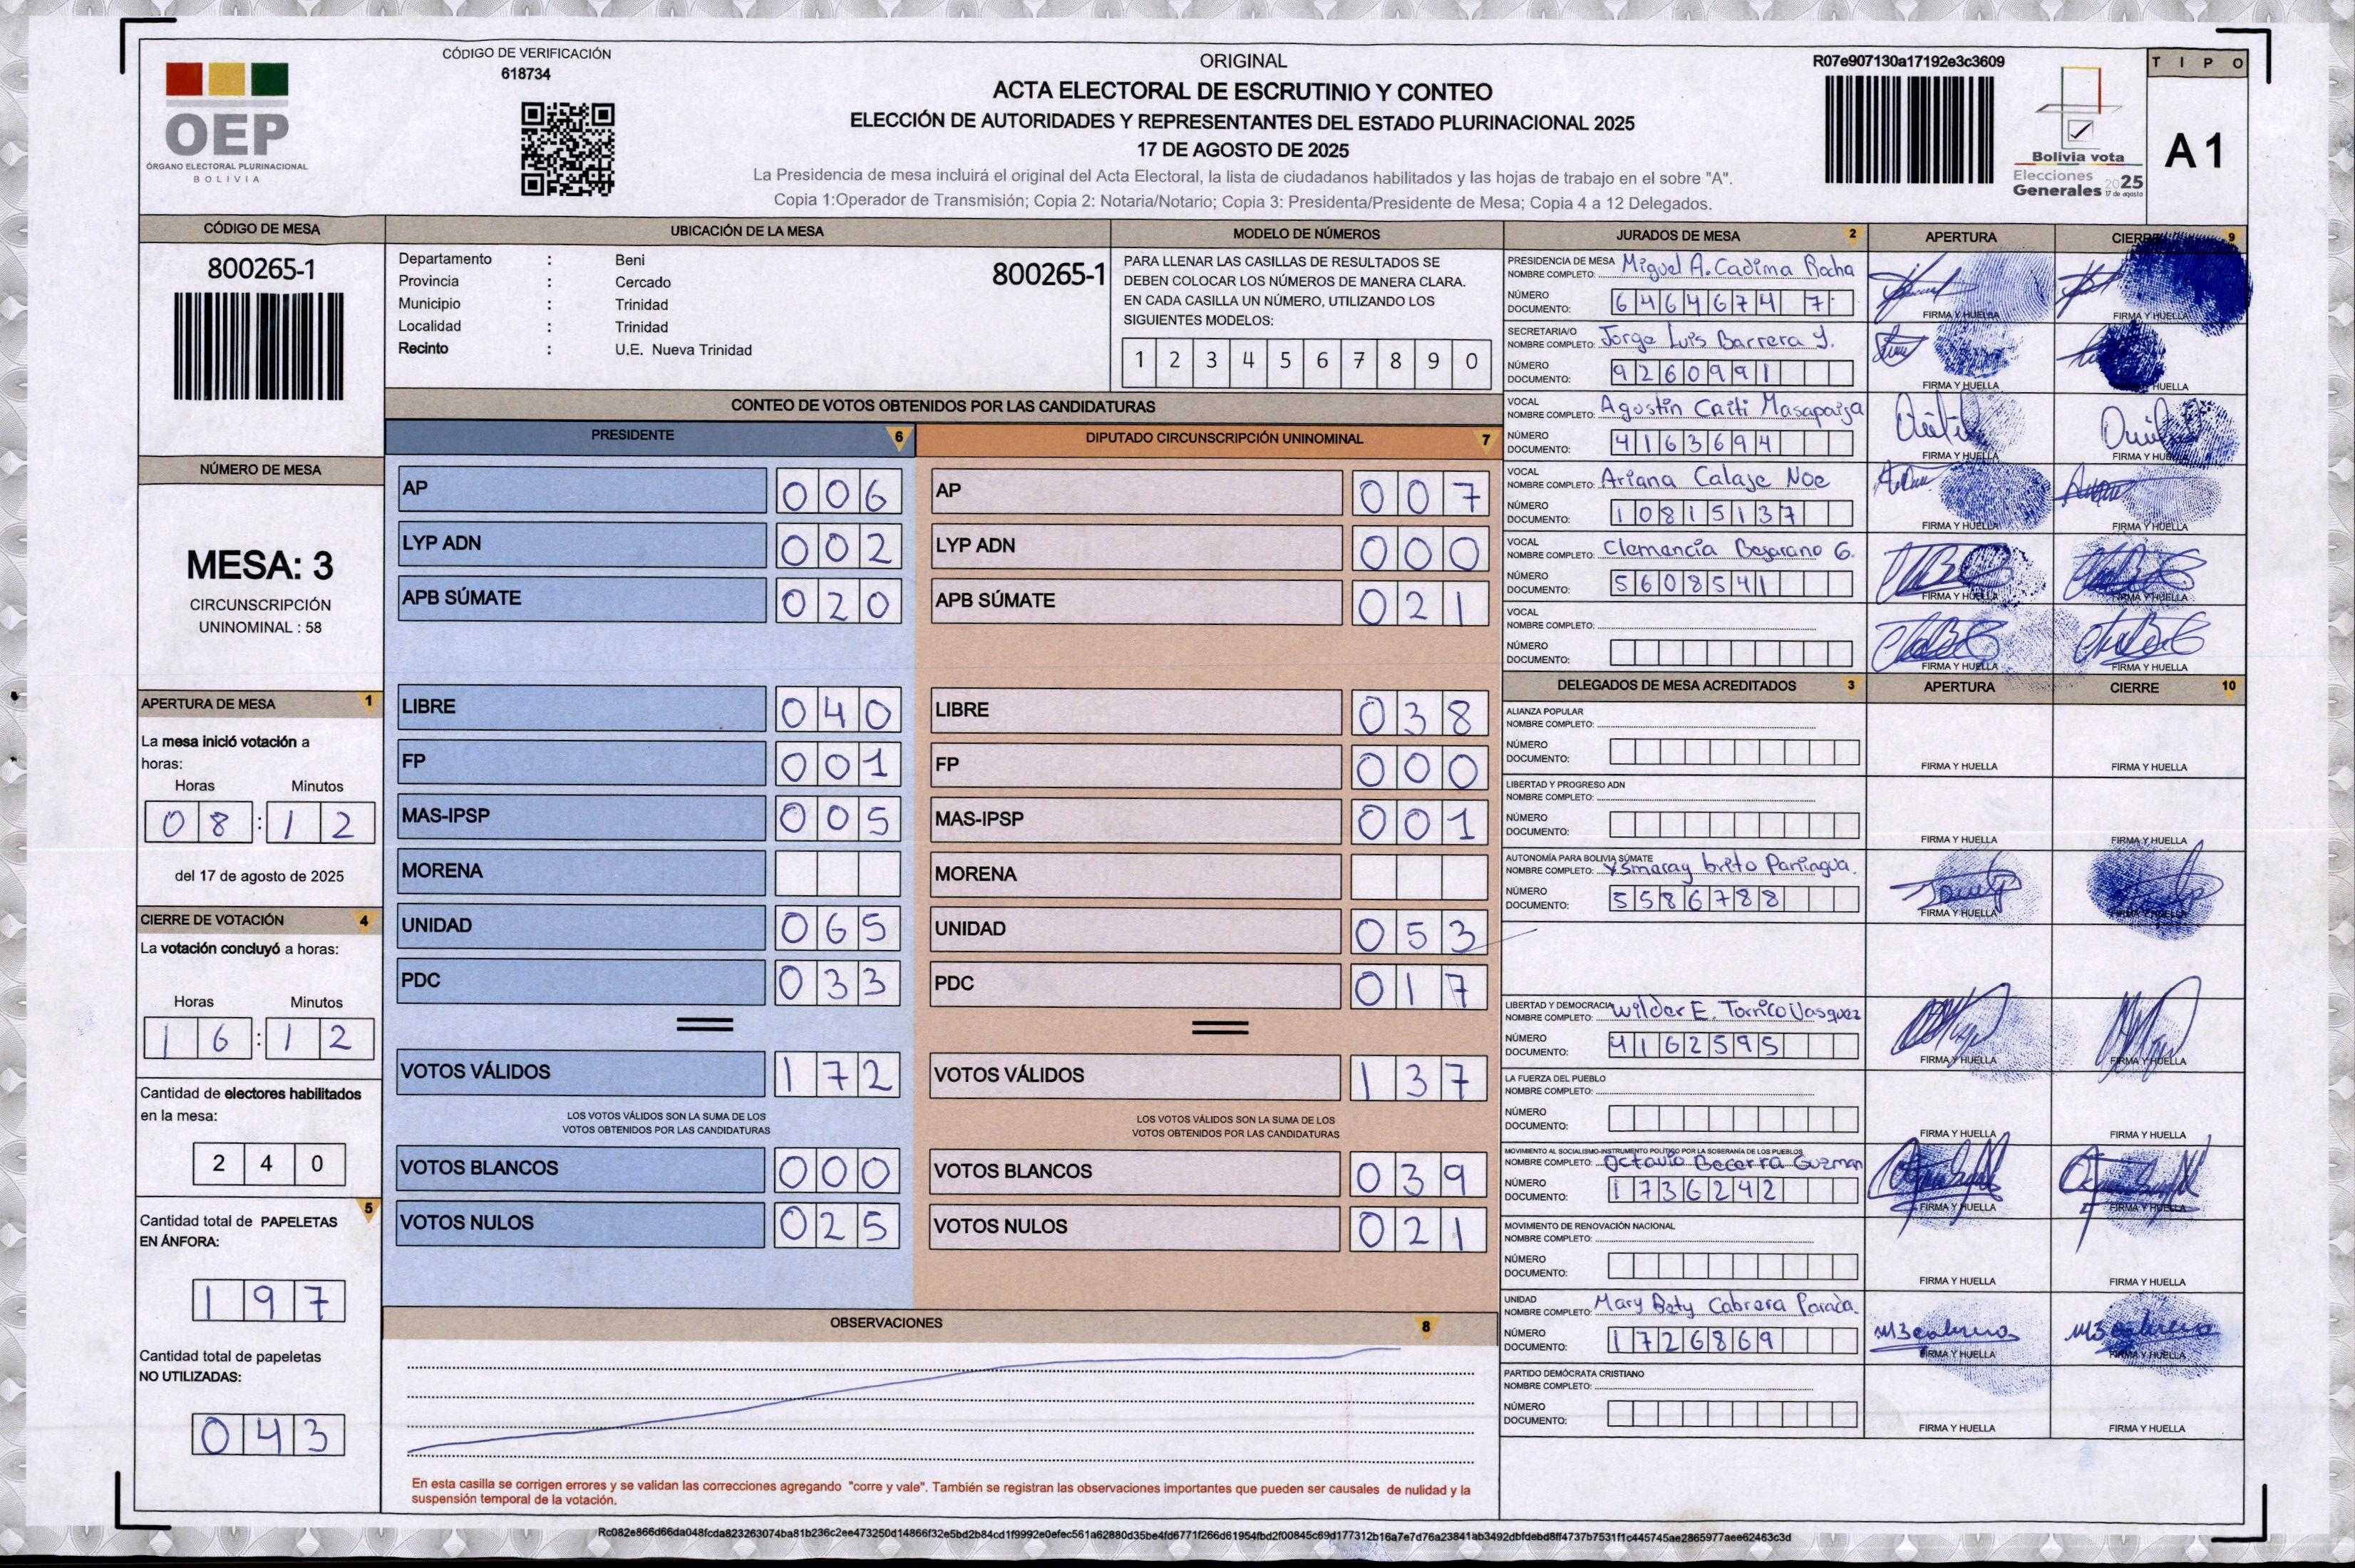 CÓDIGO DE VERIFICACIÓN
618734
OEP
ÓRGANO ELECTORAL PLURINACIONAL
BOLIVIA
ORIGINAL
ACTA ELECTORAL DE ESCRUTINIO Y CONTEO
ELECCIÓN DE AUTORIDADES Y REPRESENTANTES DEL ESTADO PLURINACIONAL 2025
17 DE AGOSTO DE 2025
La Presidencia de mesa incluirá el original del Acta Electoral, la lista de ciudadanos habilitados y las hojas de trabajo en el sobre "A".
Copia 1:Operador de Transmisión; Copia 2: Notaria/Notario; Copia 3: Presidenta/Presidente de Mesa; Copia 4 a 12 Delegados.
R07e907130a17192e3c3609
Bolivia vota
Elecciones
Generales 2025
17 de agosto
TIPO
A1
CÓDIGO DE MESA
800265-1
NÚMERO DE MESA
MESA: 3
CIRCUNSCRIPCIÓN
UNINOMINAL : 58
APERTURA DE MESA 1
La mesa inició votación a
horas:
Horas Minutos
08 : 12
del 17 de agosto de 2025
CIERRE DE VOTACIÓN 4
La votación concluyó a horas:
Horas Minutos
16 : 12
Cantidad de electores habilitados
en la mesa:
240
5
Cantidad total de PAPELETAS
EN ÁNFORA:
197
Cantidad total de papeletas
NO UTILIZADAS:
043
UBICACIÓN DE LA MESA
Departamento : Beni
800265-1
Provincia : Cercado
Municipio : Trinidad
Localidad : Trinidad
Recinto : U.E. Nueva Trinidad
MODELO DE NÚMEROS
PARA LLENAR LAS CASILLAS DE RESULTADOS SE
DEBEN COLOCAR LOS NÚMEROS DE MANERA CLARA.
EN CADA CASILLA UN NÚMERO, UTILIZANDO LOS
SIGUIENTES MODELOS:
1 2 3 4 5 6 7 8 9 0
CONTEO DE VOTOS OBTENIDOS POR LAS CANDIDATURAS
PRESIDENTE 6
AP 006
LYP ADN 002
APB SÚMATE 020
LIBRE 040
FP 001
MAS-IPSP 005
MORENA
UNIDAD 065
PDC 033
VOTOS VÁLIDOS 172
LOS VOTOS VÁLIDOS SON LA SUMA DE LOS
VOTOS OBTENIDOS POR LAS CANDIDATURAS
VOTOS BLANCOS 000
VOTOS NULOS 025
DIPUTADO CIRCUNSCRIPCIÓN UNINOMINAL 7
AP 007
LYP ADN 000
APB SÚMATE 021
LIBRE 038
FP 000
MAS-IPSP 001
MORENA
UNIDAD 053
PDC 017
VOTOS VÁLIDOS 137
LOS VOTOS VÁLIDOS SON LA SUMA DE LOS
VOTOS OBTENIDOS POR LAS CANDIDATURAS
VOTOS BLANCOS 039
VOTOS NULOS 021
OBSERVACIONES 8
En esta casilla se corrigen errores y se validan las correcciones agregando "corre y vale". También se registran las observaciones importantes que pueden ser causales de nulidad y la
suspensión temporal de la votación.
JURADOS DE MESA 2 APERTURA CIERRE 9
PRESIDENCIA DE MESA
NOMBRE COMPLETO: Miguel A. Cadima Rocha
NÚMERO
DOCUMENTO: 6464674 7
FIRMA Y HUELLA FIRMA Y HUELLA
SECRETARIA/O
NOMBRE COMPLETO: Jorge Luis Barrera Y.
NÚMERO
DOCUMENTO: 9260991
FIRMA Y HUELLA HUELLA
VOCAL
NOMBRE COMPLETO: Agustin Caiti Masapaija
NÚMERO
DOCUMENTO: 4163694
FIRMA Y HUELLA FIRMA Y HUELLA
VOCAL
NOMBRE COMPLETO: Ariana Calaje Noe
NÚMERO
DOCUMENTO: 10815137
FIRMA Y HUELLA FIRMA Y HUELLA
VOCAL
NOMBRE COMPLETO: Clemencia Bejarano G.
NÚMERO
DOCUMENTO: 5608541
FIRMA Y HUELLA FIRMA Y HUELLA
VOCAL
NOMBRE COMPLETO:
NÚMERO
DOCUMENTO:
FIRMA Y HUELLA FIRMA Y HUELLA
DELEGADOS DE MESA ACREDITADOS 3 APERTURA CIERRE 10
ALIANZA POPULAR
NOMBRE COMPLETO:
NÚMERO
DOCUMENTO:
FIRMA Y HUELLA FIRMA Y HUELLA
LIBERTAD Y PROGRESO ADN
NOMBRE COMPLETO:
NÚMERO
DOCUMENTO:
FIRMA Y HUELLA FIRMA Y HUELLA
AUTONOMÍA PARA BOLIVIA SÚMATE
NOMBRE COMPLETO: Ysmaray brito Paniagua.
NÚMERO
DOCUMENTO: 5586788
FIRMA Y HUELLA FIRMA Y HUELLA
LIBERTAD Y DEMOCRACIA
NOMBRE COMPLETO: Wilder E. Torrico Vasquez
NÚMERO
DOCUMENTO: 4162595
FIRMA Y HUELLA FIRMA Y HUELLA
LA FUERZA DEL PUEBLO
NOMBRE COMPLETO:
NÚMERO
DOCUMENTO:
FIRMA Y HUELLA FIRMA Y HUELLA
MOVIMIENTO AL SOCIALISMO-INSTRUMENTO POLÍTICO POR LA SOBERANÍA DE LOS PUEBLOS
NOMBRE COMPLETO: Octavio Becerra Guzman
NÚMERO
DOCUMENTO: 1736242
FIRMA Y HUELLA FIRMA Y HUELLA
MOVIMIENTO DE RENOVACIÓN NACIONAL
NOMBRE COMPLETO:
NÚMERO
DOCUMENTO:
FIRMA Y HUELLA FIRMA Y HUELLA
UNIDAD
NOMBRE COMPLETO: Mary Bety Cabrera Parada.
NÚMERO
DOCUMENTO: 1726869
FIRMA Y HUELLA FIRMA Y HUELLA
PARTIDO DEMÓCRATA CRISTIANO
NOMBRE COMPLETO:
NÚMERO
DOCUMENTO:
FIRMA Y HUELLA FIRMA Y HUELLA